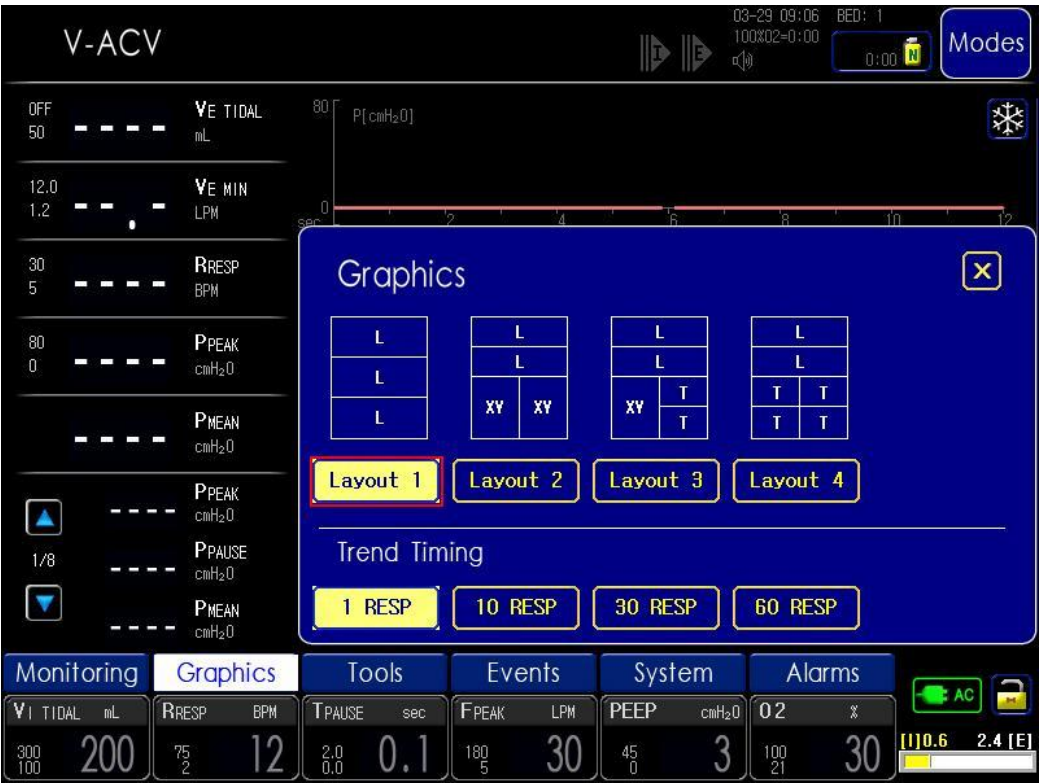 V-ACV
03-29 09:06 BED: 1
100%O2=0:00
I E
0:00 N
Modes
OFF
50
---- VE TIDAL
mL
80
P[cmH2O]
12.0
1.2
--.- VE MIN
LPM
0
sec 2 4 6 8 10 12
30
5
---- RRESP
BPM
80
0
---- PPEAK
cmH2O
---- PMEAN
cmH2O
---- PPEAK
cmH2O
1/8
---- PPAUSE
cmH2O
---- PMEAN
cmH2O
Graphics
X
L
L
L
L
L
XY XY
L
L
XY T
T
L
L
T T
T T
Layout 1 Layout 2 Layout 3 Layout 4
Trend Timing
1 RESP 10 RESP 30 RESP 60 RESP
Monitoring Graphics Tools Events System Alarms
VI TIDAL mL
300
100
200
RRESP BPM
75
2
12
TPAUSE sec
2.0
0.0
0.1
FPEAK LPM
180
5
30
PEEP cmH2O
45
0
3
O2 %
100
21
30
AC
[I]0.6 2.4 [E]